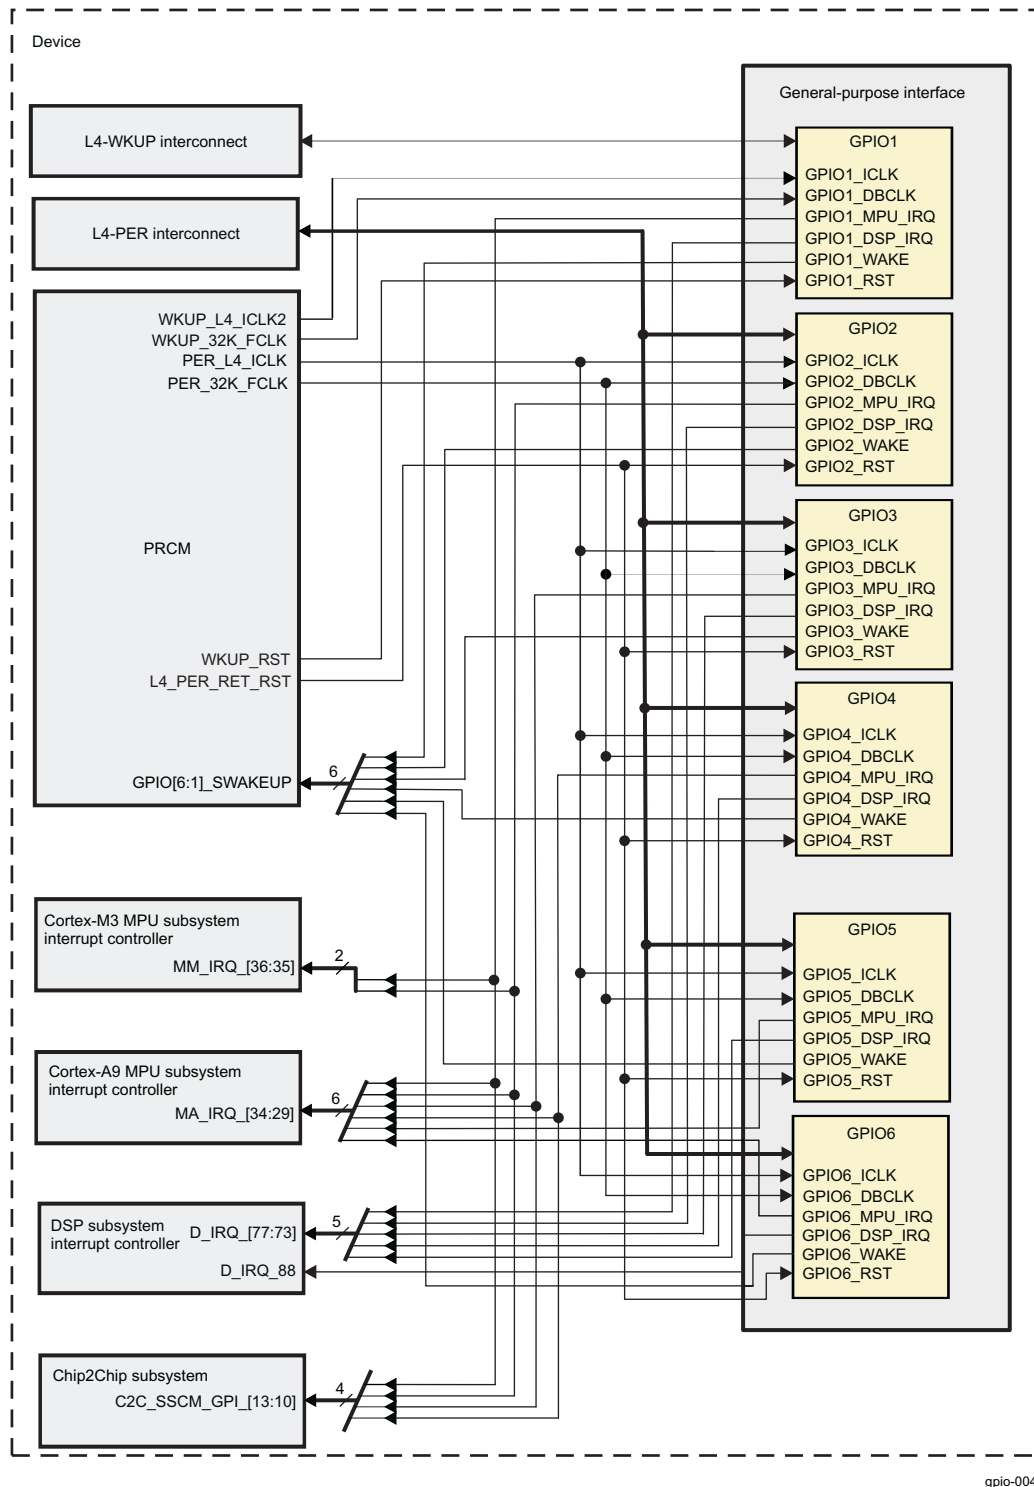 Device
General-purpose interface
L4-WKUP interconnect
L4-PER interconnect
WKUP_L4_ICLK2
WKUP_32K_FCLK
PER_L4_ICLK
PER_32K_FCLK
PRCM
WKUP_RST
L4_PER_RET_RST
GPIO[6:1]_SWAKEUP
6
Cortex-M3 MPU subsystem
interrupt controller
MM_IRQ_[36:35]
2
Cortex-A9 MPU subsystem
interrupt controller
MA_IRQ_[34:29]
6
DSP subsystem
interrupt controller
D_IRQ_[77:73]
5
D_IRQ_88
Chip2Chip subsystem
C2C_SSCM_GPI_[13:10]
4
GPIO1
GPIO1_ICLK
GPIO1_DBCLK
GPIO1_MPU_IRQ
GPIO1_DSP_IRQ
GPIO1_WAKE
GPIO1_RST
GPIO2
GPIO2_ICLK
GPIO2_DBCLK
GPIO2_MPU_IRQ
GPIO2_DSP_IRQ
GPIO2_WAKE
GPIO2_RST
GPIO3
GPIO3_ICLK
GPIO3_DBCLK
GPIO3_MPU_IRQ
GPIO3_DSP_IRQ
GPIO3_WAKE
GPIO3_RST
GPIO4
GPIO4_ICLK
GPIO4_DBCLK
GPIO4_MPU_IRQ
GPIO4_DSP_IRQ
GPIO4_WAKE
GPIO4_RST
GPIO5
GPIO5_ICLK
GPIO5_DBCLK
GPIO5_MPU_IRQ
GPIO5_DSP_IRQ
GPIO5_WAKE
GPIO5_RST
GPIO6
GPIO6_ICLK
GPIO6_DBCLK
GPIO6_MPU_IRQ
GPIO6_DSP_IRQ
GPIO6_WAKE
GPIO6_RST
gpio-004